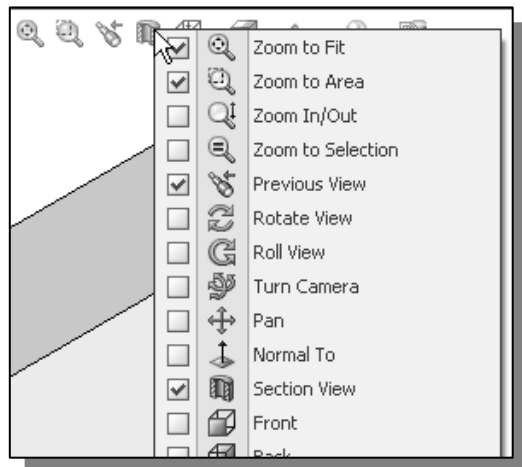 Zoom to Fit
Zoom to Area
Zoom In/Out
Zoom to Selection
Previous View
Rotate View
Roll View
Turn Camera
Pan
Normal To
Section View
Front
Back